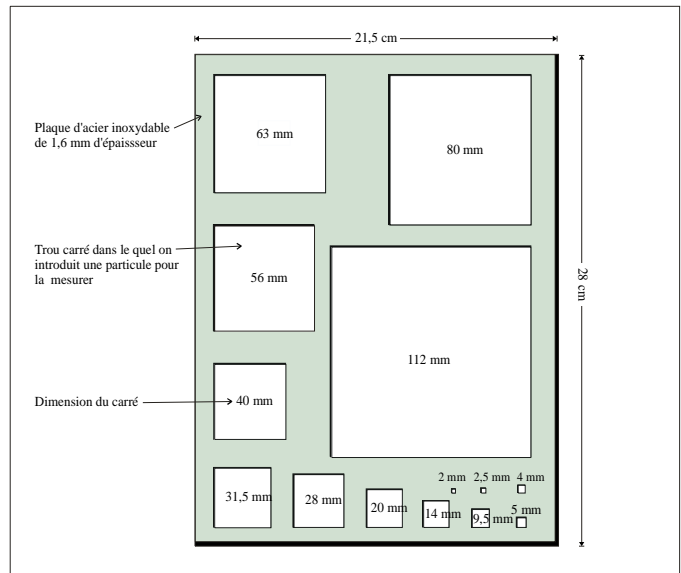 21,5 cm
Plaque d'acier inoxydable
de 1,6 mm d'épaissseur
63 mm
80 mm
Trou carré dans le quel on
introduit une particule pour
la mesurer
56 mm
28 cm
112 mm
Dimension du carré
40 mm
2 mm
2,5 mm
4 mm
31,5 mm
28 mm
20 mm
14 mm
9,5 mm
5 mm